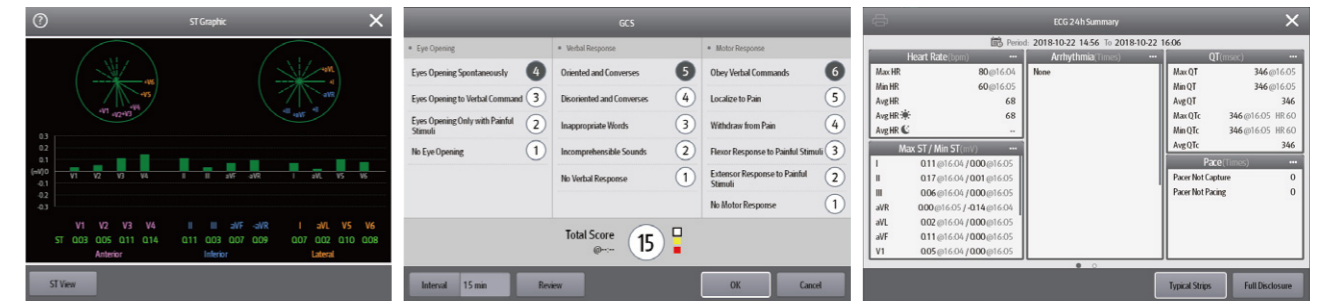 ST Graphic
+V6
+V5
+V1
+V2
+V3
+V4
+aVL
+I
-aVR
+II
+III
+aVF
0.3
0.2
0.1
(mV)0
-0.1
-0.2
-0.3
V1 V2 V3 V4 II III aVF -aVR I aVL V5 V6
V1 V2 V3 V4 II III aVF -aVR I aVL V5 V6
ST 0.03 0.05 0.11 0.14 0.11 0.03 0.07 0.09 0.07 0.02 0.10 0.08
Anterior Inferior Lateral
ST View
GCS
Eye Opening
Eyes Opening Spontaneously 4
Eyes Opening to Verbal Command 3
Eyes Opening Only with Painful
Stimuli 2
No Eye Opening 1
Verbal Response
Oriented and Converses 5
Disoriented and Converses 4
Inappropriate Words 3
Incomprehensible Sounds 2
No Verbal Response 1
Motor Response
Obey Verbal Commands 6
Localize to Pain 5
Withdraw from Pain 4
Flexor Response to Painful Stimuli 3
Extensor Response to Painful
Stimuli 2
No Motor Response 1
Total Score 15
@--:--
Interval 15 min Review OK Cancel
ECG 24h Summary
Period: 2018-10-22 14:56 To 2018-10-22 16:06
Heart Rate(bpm)
Max HR 80@16:04
Min HR 60@16:05
Avg HR 68
Avg HR 68
Avg HR --
Max ST / Min ST(mV)
I 0.11@16:04 / 0.00@16:05
II 0.17@16:04 / 0.01@16:05
III 0.06@16:04 / 0.00@16:05
aVR 0.00@16:05 / -0.14@16:04
aVL 0.02@16:04 / 0.00@16:05
aVF 0.11@16:04 / 0.00@16:05
V1 0.05@16:04 / 0.00@16:05
Arrhythmia(Times)
None
QT(msec)
Max QT 346@16:05
Min QT 346@16:05
Avg QT 346
Max QTc 346@16:05 HR 60
Min QTc 346@16:05 HR 60
Avg QTc 346
Pace(Times)
Pacer Not Capture 0
Pacer Not Pacing 0
Typical Strips Full Disclosure